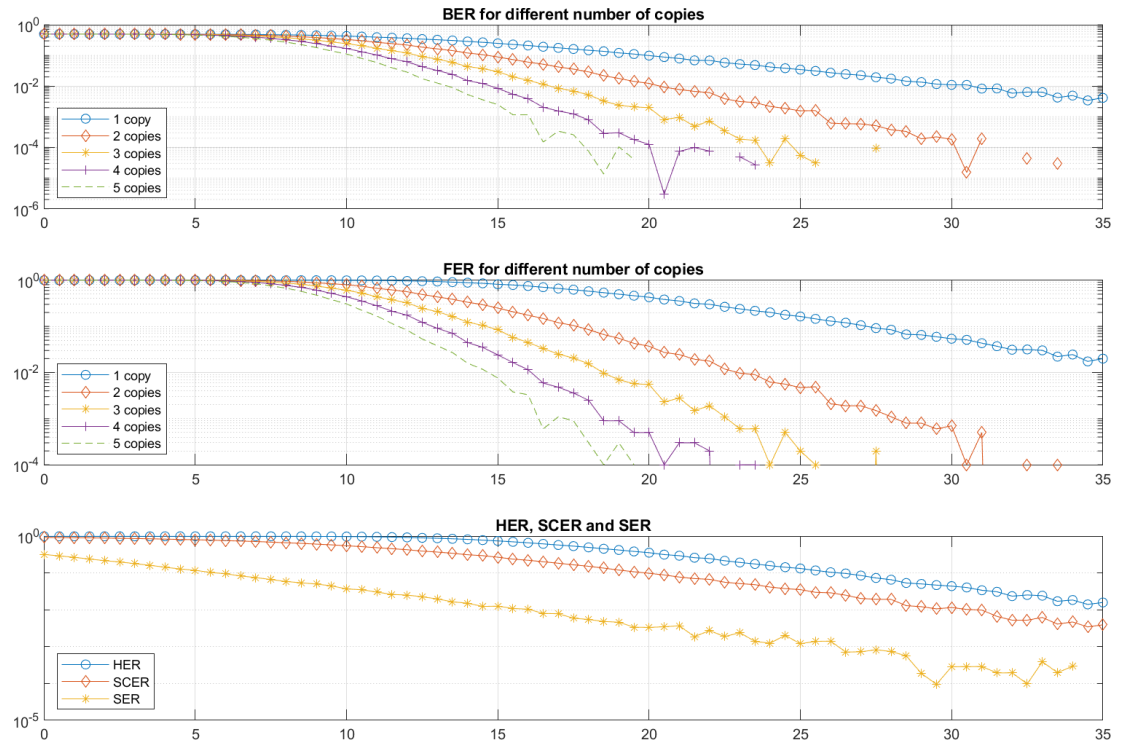 BER for different number of copies
10^0
10^-2
10^-4
10^-6
1 copy
2 copies
3 copies
4 copies
5 copies
0 5 10 15 20 25 30 35
FER for different number of copies
10^0
10^-2
10^-4
1 copy
2 copies
3 copies
4 copies
5 copies
0 5 10 15 20 25 30 35
HER, SCER and SER
10^0
10^-5
HER
SCER
SER
0 5 10 15 20 25 30 35